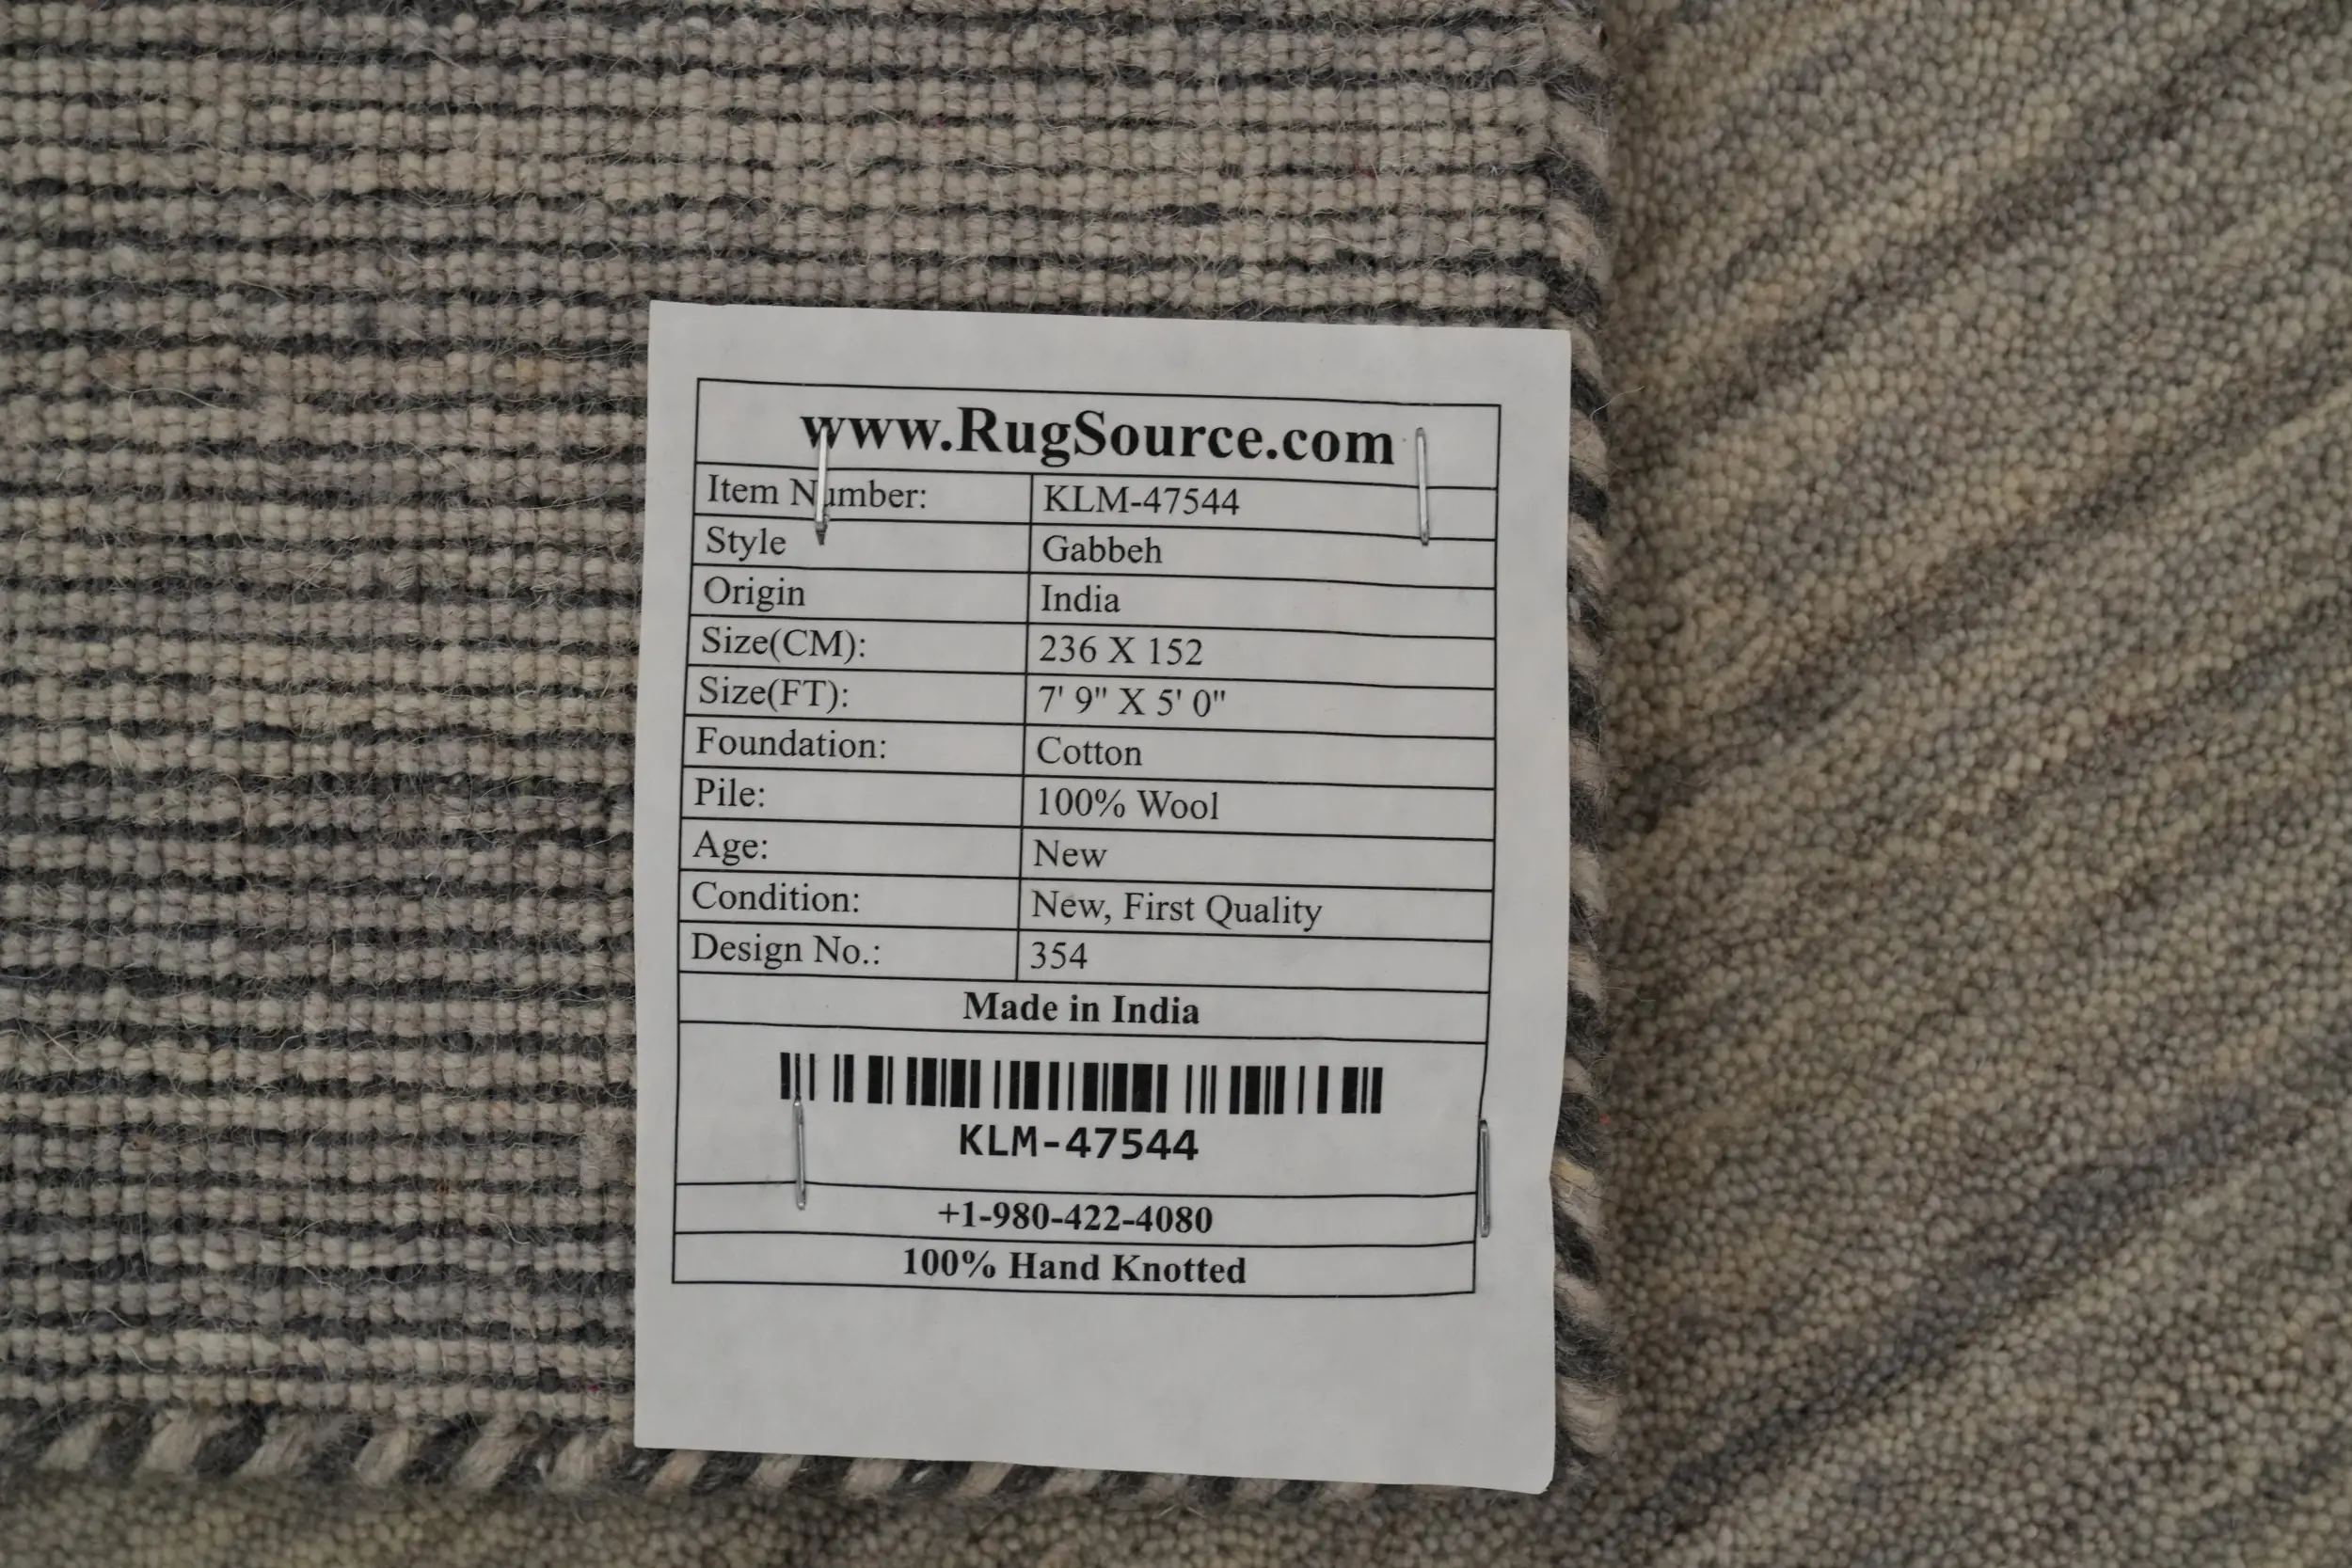 www.RugSource.com
Item Number: KLM-47544
Style Gabbeh
Origin India
Size(CM): 236 X 152
Size(FT): 7' 9" X 5' 0"
Foundation: Cotton
Pile: 100% Wool
Age: New
Condition: New, First Quality
Design No.: 354
Made in India
KLM-47544
+1-980-422-4080
100% Hand Knotted